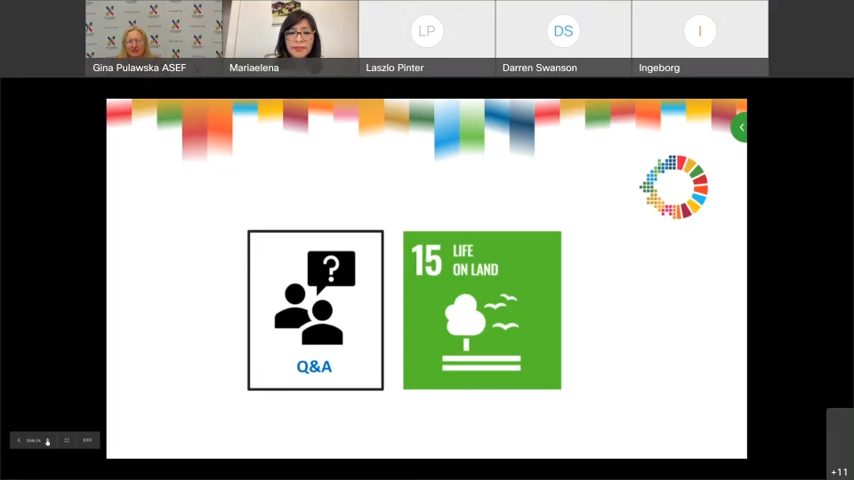 LP
DS
I
Gina Pulawska ASEF
Mariaelena
Laszlo Pinter
Darren Swanson
Ingeborg
?
Q&A
15 LIFE
ON LAND
EXIT
+11